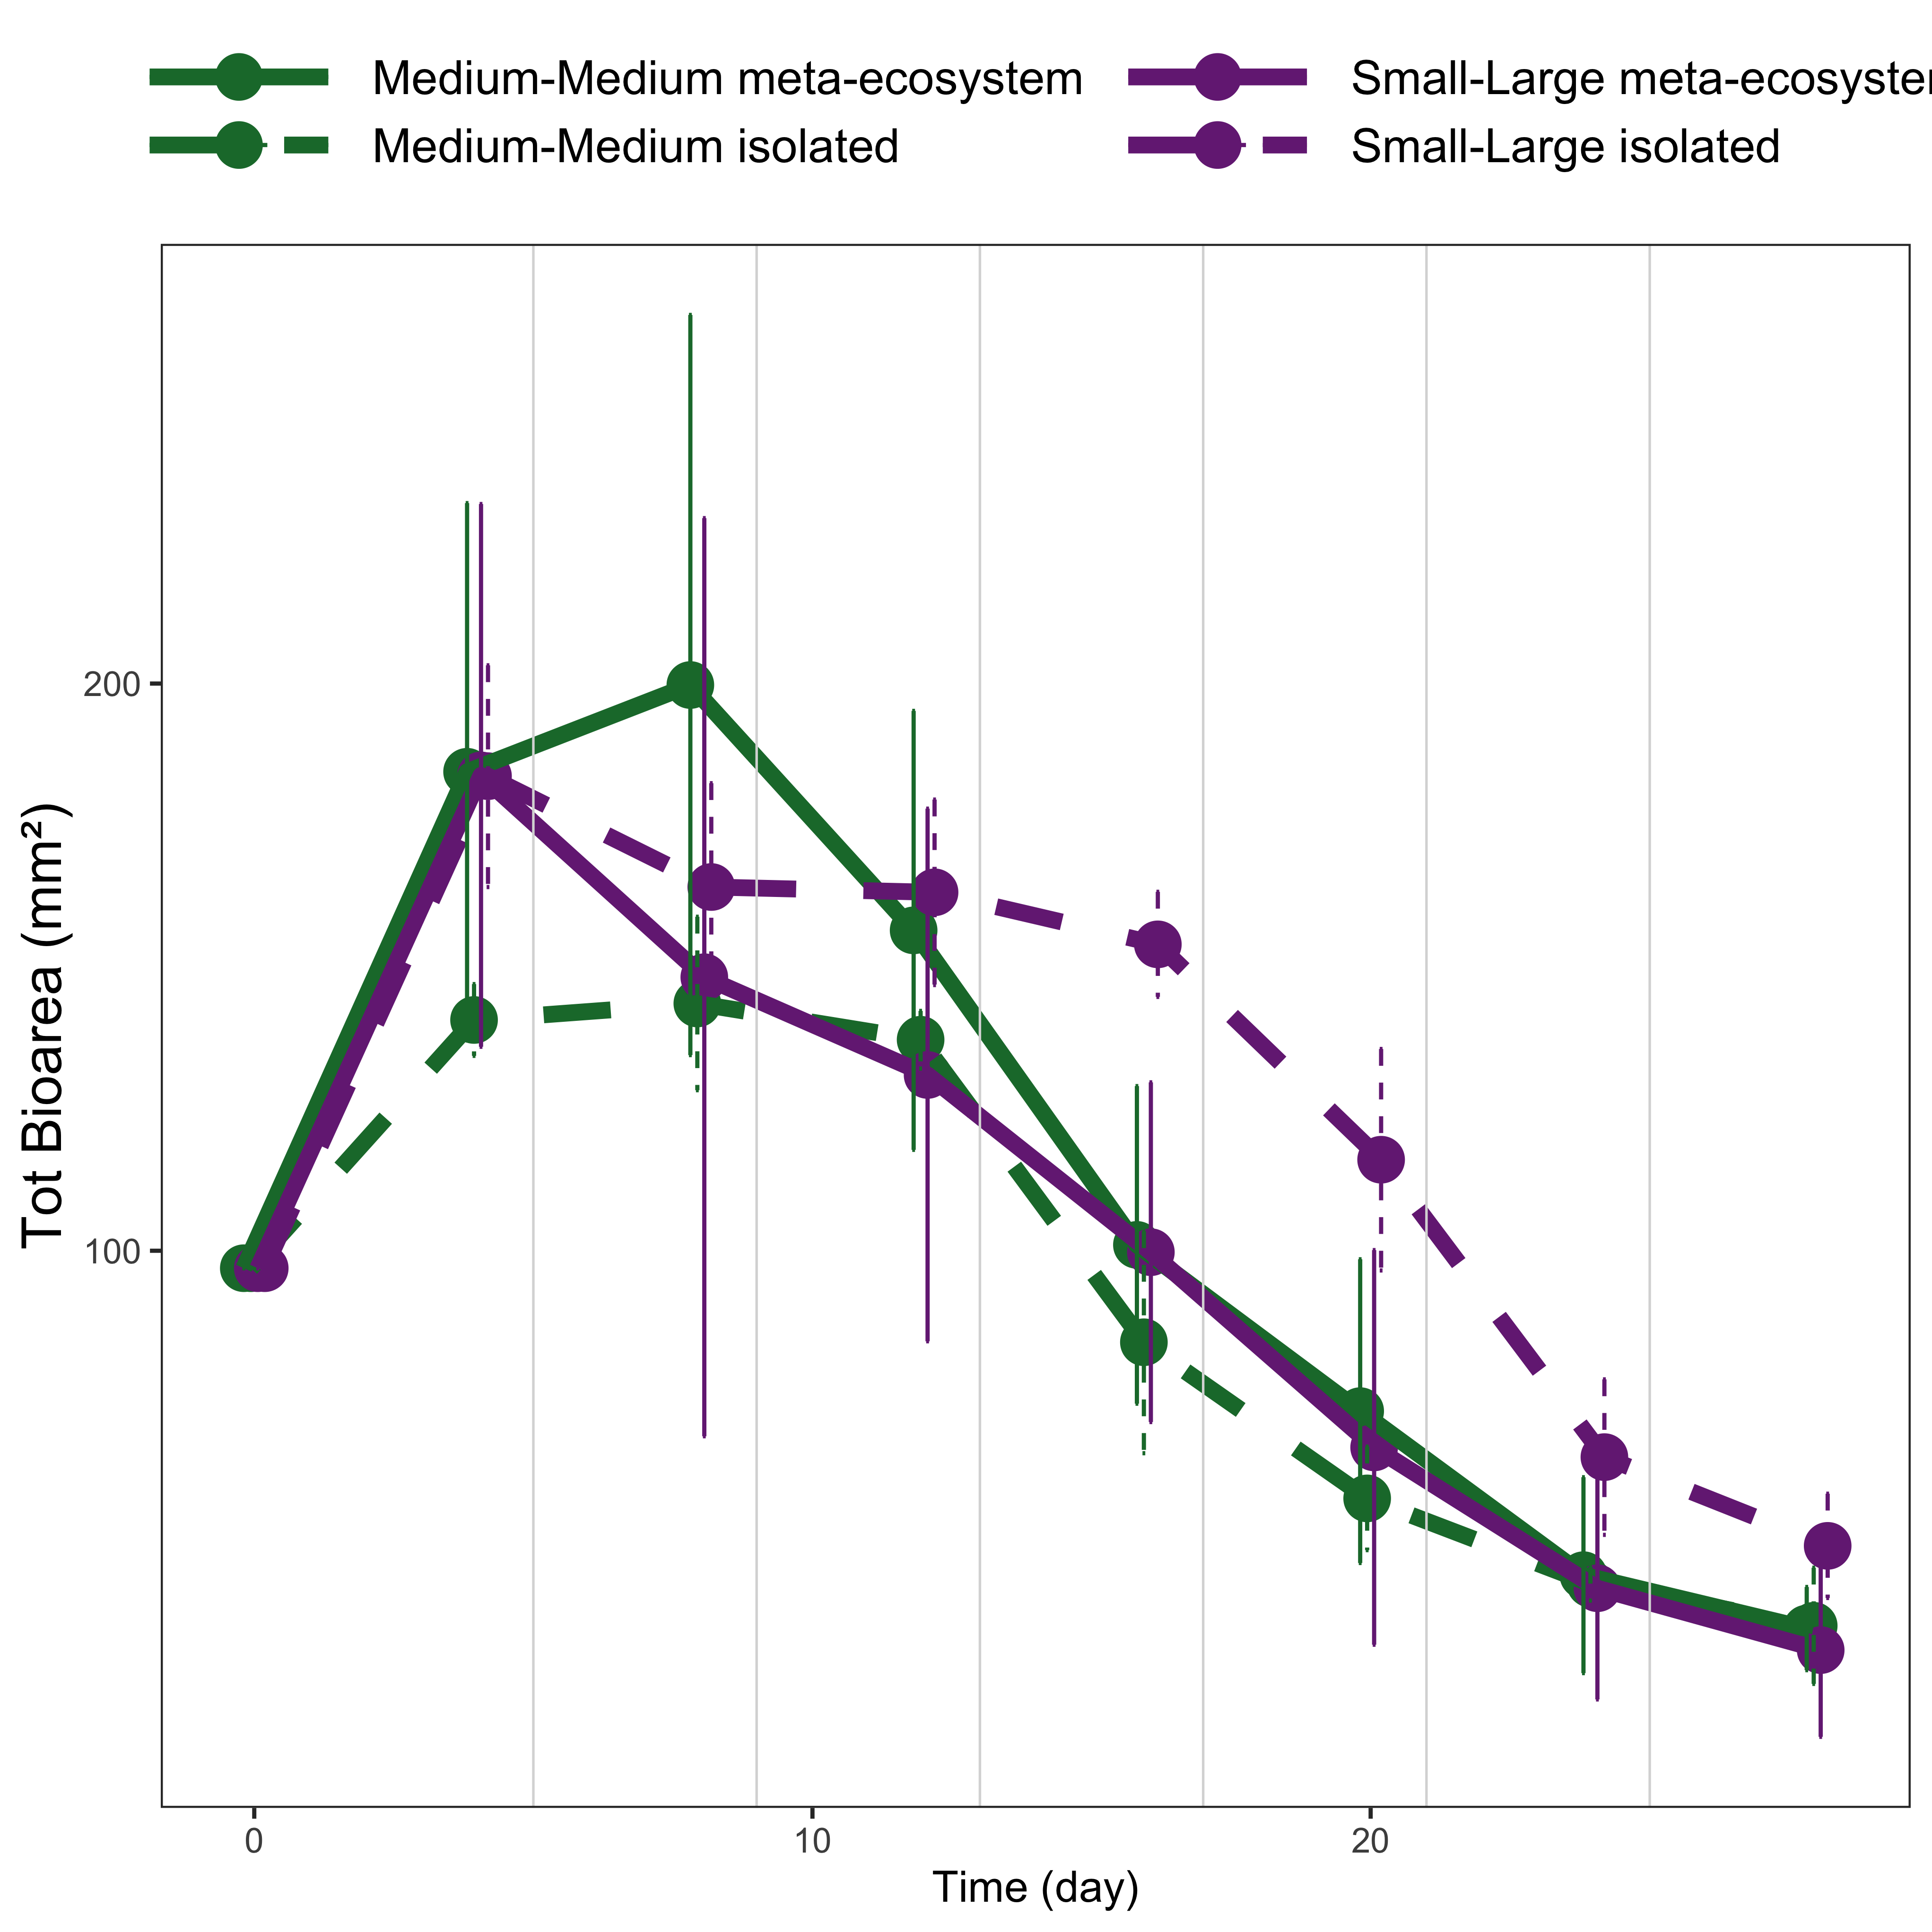 Medium-Medium meta-ecosystem
Small-Large meta-ecoyste
Medium-Medium isolated
Small-Large isolated
Tot Bioarea (mm²)
200
100
0
10
20
Time (day)